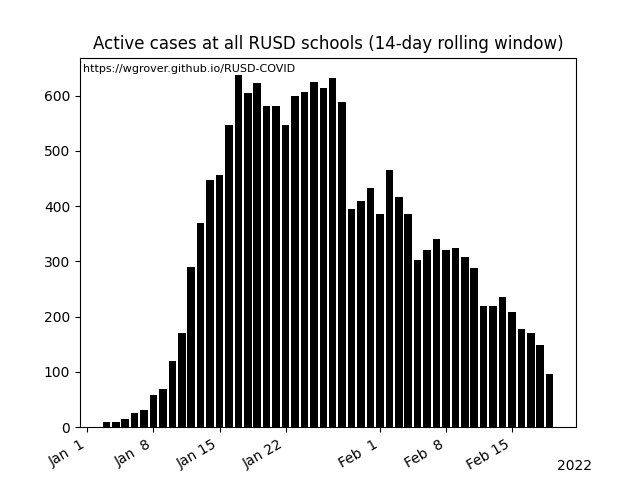 Active cases at all RUSD schools (14-day rolling window)
https://wgrover.github.io/RUSD-COVID
600
500
400
300
200
100
0
Jan 1
Jan 8
Jan 15
Jan 22
Feb 1
Feb 8
Feb 15
2022